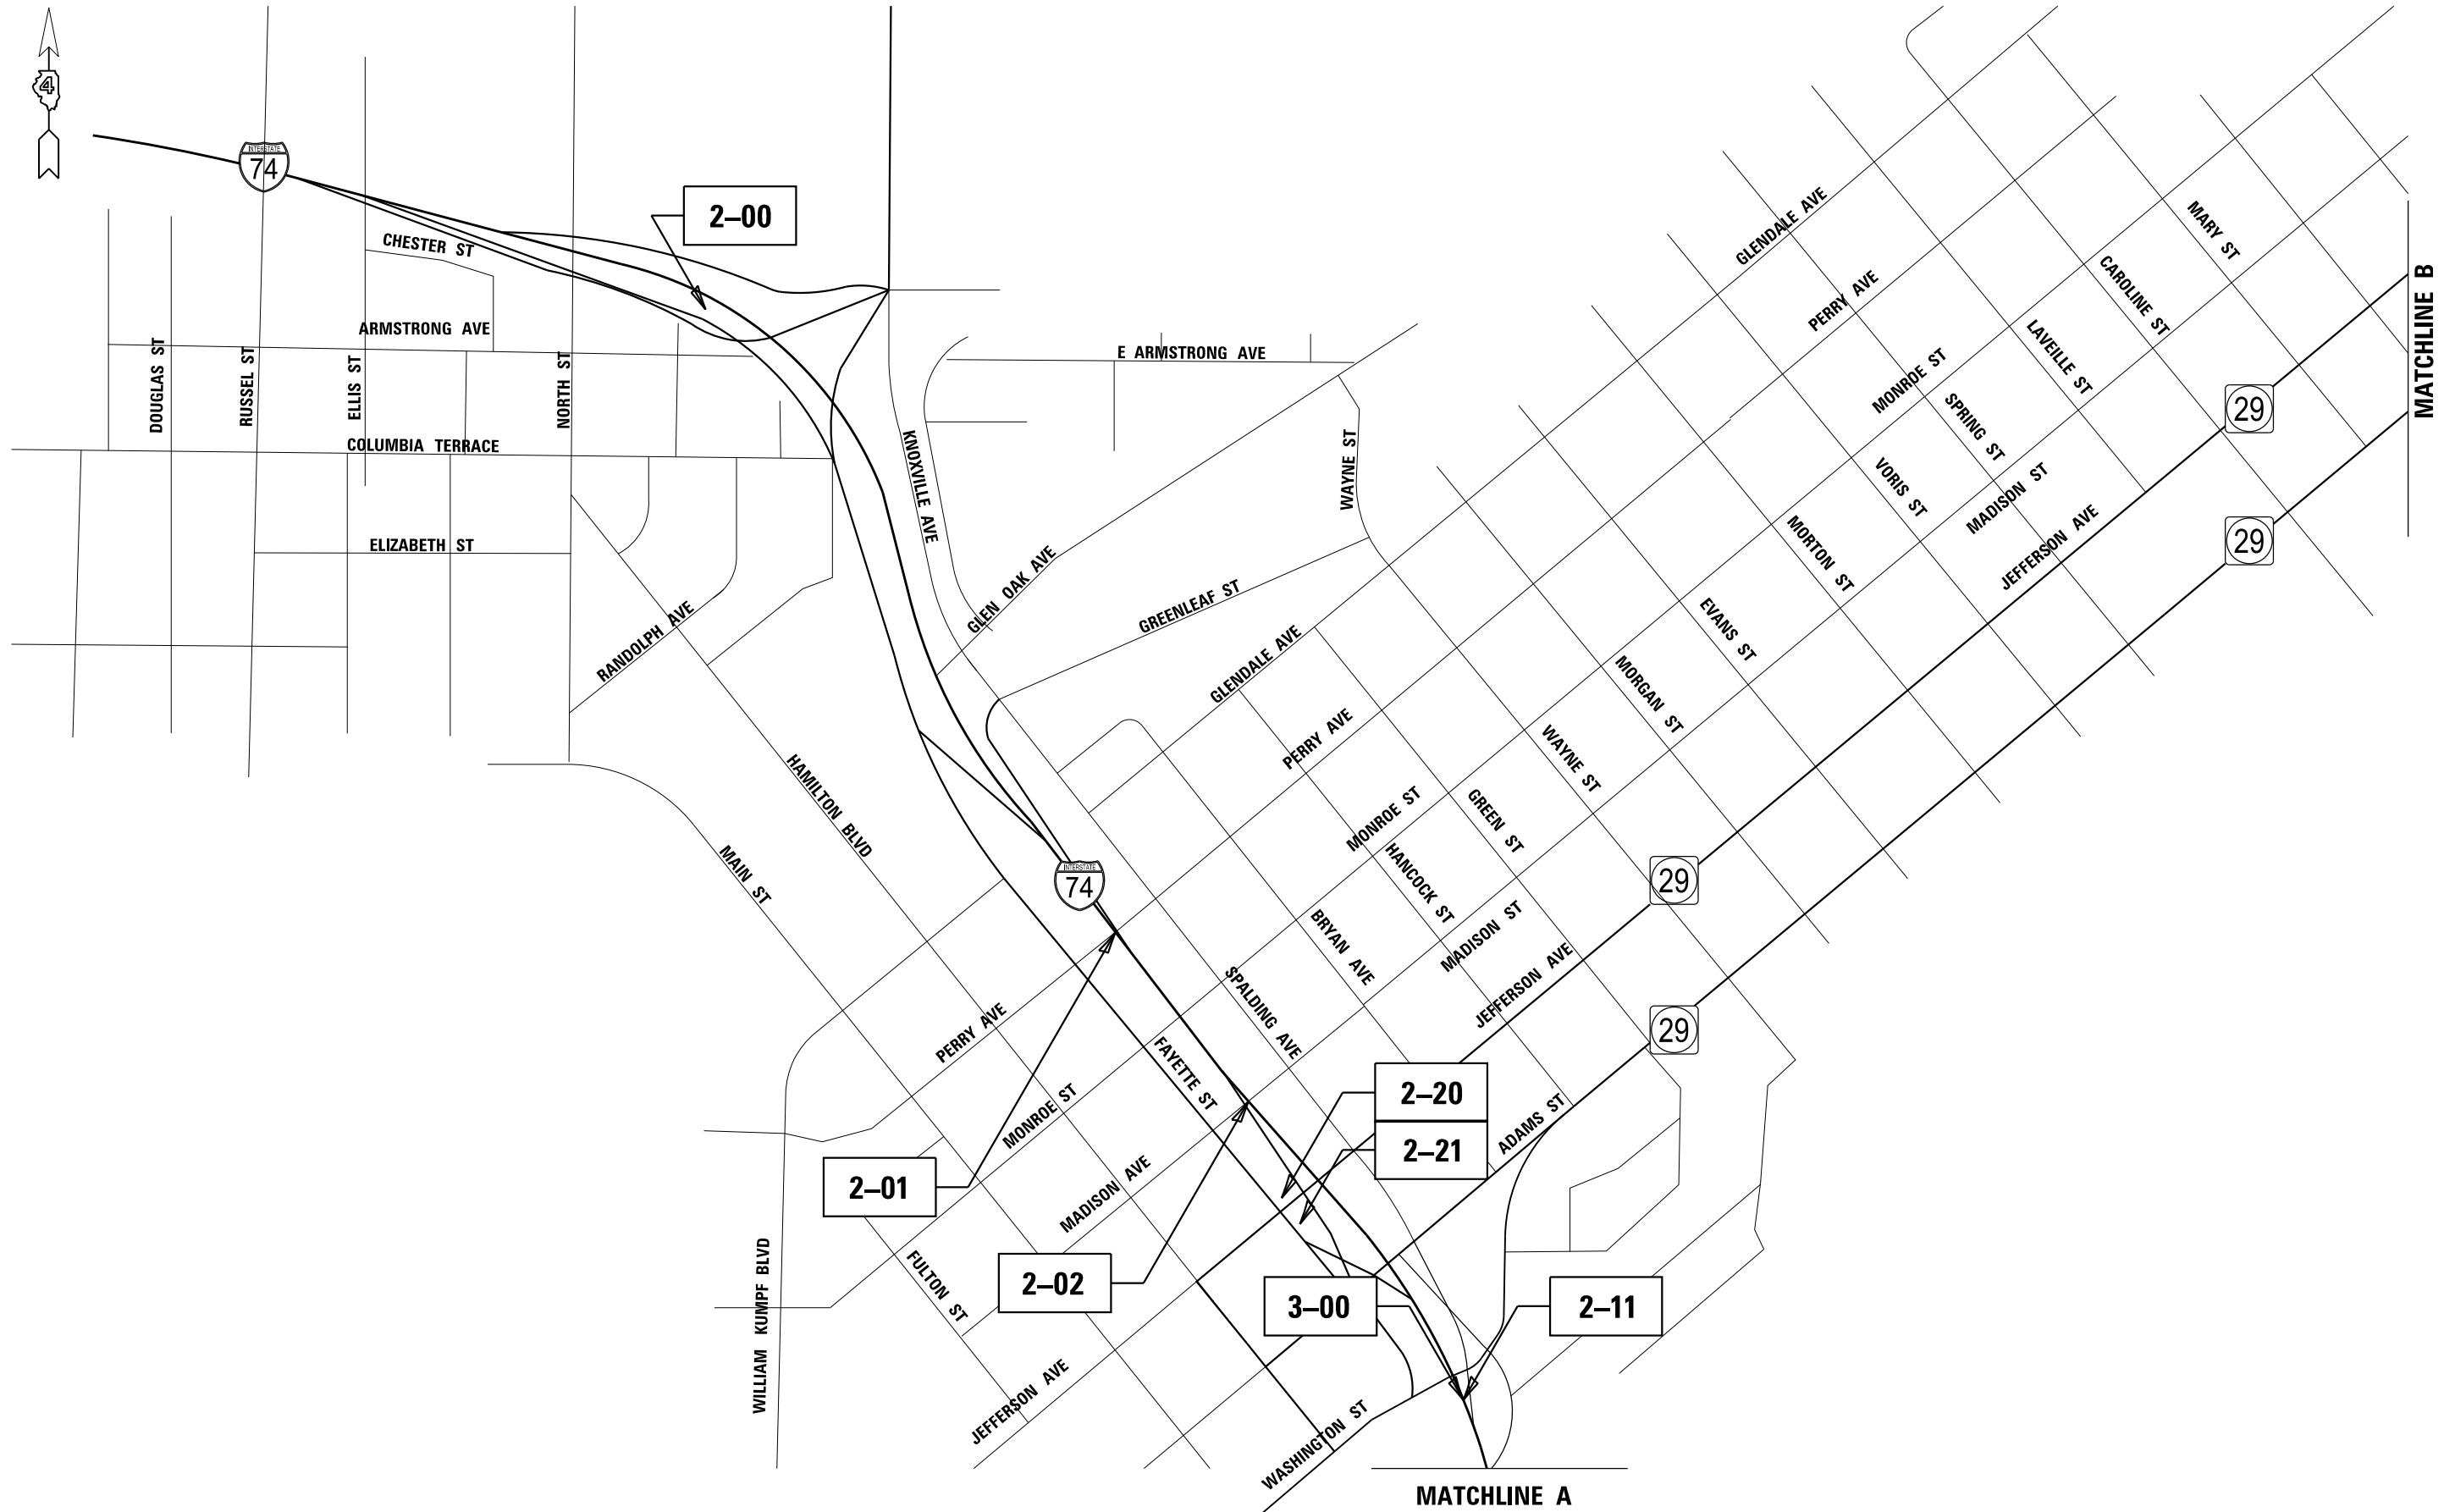 4
INTERSTATE
74
2-00
CHESTER ST
ARMSTRONG AVE
DOUGLAS ST
RUSSEL ST
ELLIS ST
NORTH ST
COLUMBIA TERRACE
ELIZABETH ST
RANDOLPH AVE
KNOXVILLE AVE
E ARMSTRONG AVE
WAYNE ST
GLEN OAK AVE
GREENLEAF ST
GLENDALE AVE
PERRY AVE
MONROE ST
MARY ST
CAROLINE ST
LAVEILLE ST
SPRING ST
VORIS ST
MADISON ST
MORTON ST
JEFFERSON AVE
EVANS ST
MORGAN ST
29
29
MATCHLINE B
GLENDALE AVE
PERRY AVE
WAYNE ST
MONROE ST
GREEN ST
HANCOCK ST
MADISON ST
BRYAN AVE
JEFFERSON AVE
SPALDING AVE
29
29
HAMILTON BLVD
MAIN ST
INTERSTATE
74
PERRY AVE
FAYETTE ST
MONROE ST
MADISON AVE
2-20
2-21
ADAMS ST
2-01
2-02
FULTON ST
WILLIAM KUMPF BLVD
3-00
2-11
JEFFERSON AVE
WASHINGTON ST
MATCHLINE A